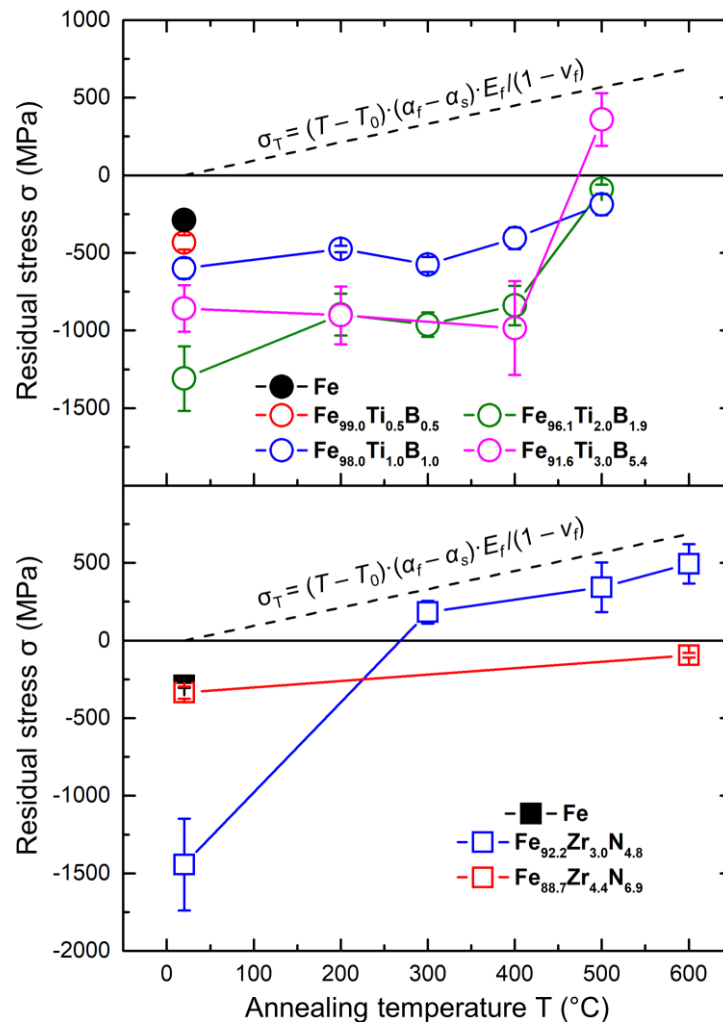 1000
500
0
-500
-1000
-1500
Residual stress σ (MPa)
σT = (T − T0)·(αf − αs)·Ef/(1 − νf)
Fe
Fe99.0Ti0.5B0.5
Fe96.1Ti2.0B1.9
Fe98.0Ti1.0B1.0
Fe91.6Ti3.0B5.4
500
0
-500
-1000
-1500
-2000
Residual stress σ (MPa)
σT = (T − T0)·(αf − αs)·Ef/(1 − νf)
Fe
Fe92.2Zr3.0N4.8
Fe88.7Zr4.4N6.9
0 100 200 300 400 500 600
Annealing temperature T (°C)